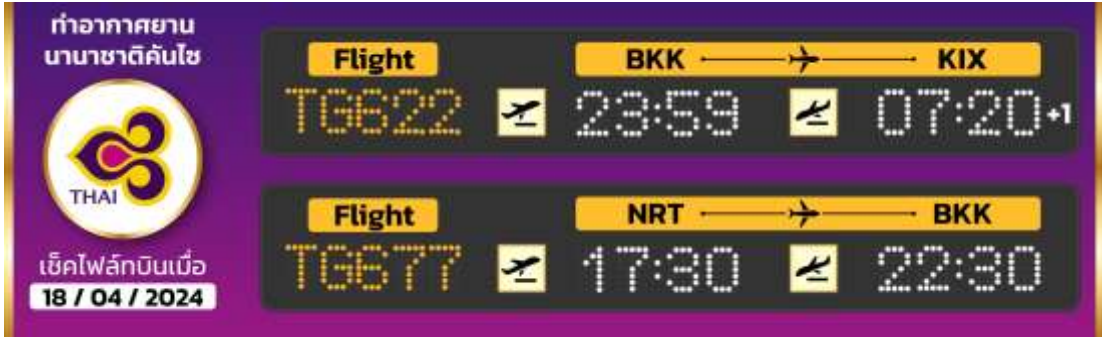 ท่าอากาศยาน
นานาชาติคันไซ
THAI
เช็คไฟล์ทบินเมื่อ
18 / 04 / 2024
Flight BKK KIX
TG622 23:59 07:20+1
Flight NRT BKK
TG677 17:30 22:30